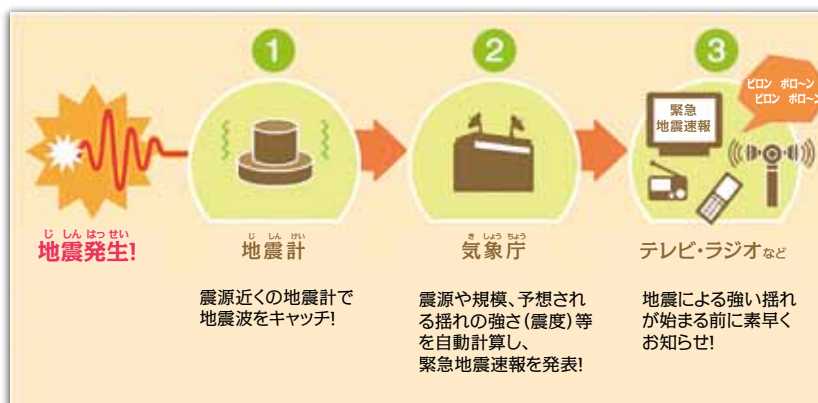 1
2
3
ピロン ポロ〜ン
ピロン ポロ〜ン
緊急
地震速報
じ しん はっ せい
地震発生!
じ しん けい
地震計
き しょう ちょう
気象庁
テレビ・ラジオなど
震源近くの地震計で
地震波をキャッチ!
震源や規模、予想され
る揺れの強さ(震度)等
を自動計算し、
緊急地震速報を発表!
地震による強い揺れ
が始まる前に素早く
お知らせ!